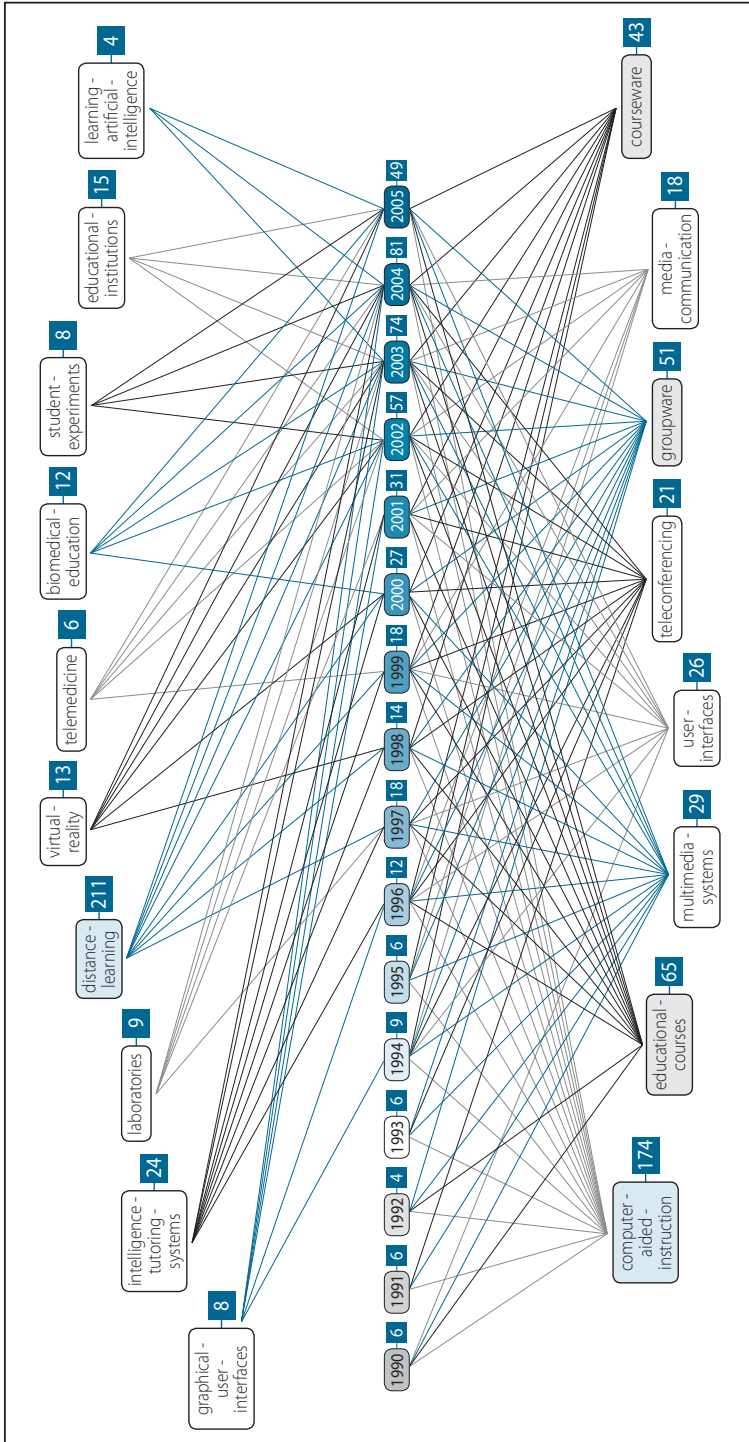 graphical -
user -
interfaces
8
intelligence -
tutoring -
systems
24
laboratories
9
distance -
learning
211
virtual -
reality
13
telemedicine
6
biomedical -
education
12
student -
experiments
8
educational -
institutions
15
learning -
artificial -
intelligence
4
1990
6
1991
6
1992
4
1993
6
1994
9
1995
6
1996
12
1997
18
1998
14
1999
18
2000
27
2001
31
2002
57
2003
74
2004
81
2005
49
computer -
aided -
instruction
174
educational -
courses
65
multimedia -
systems
29
user -
interfaces
26
teleconferencing
21
groupware
51
media -
communication
18
courseware
43